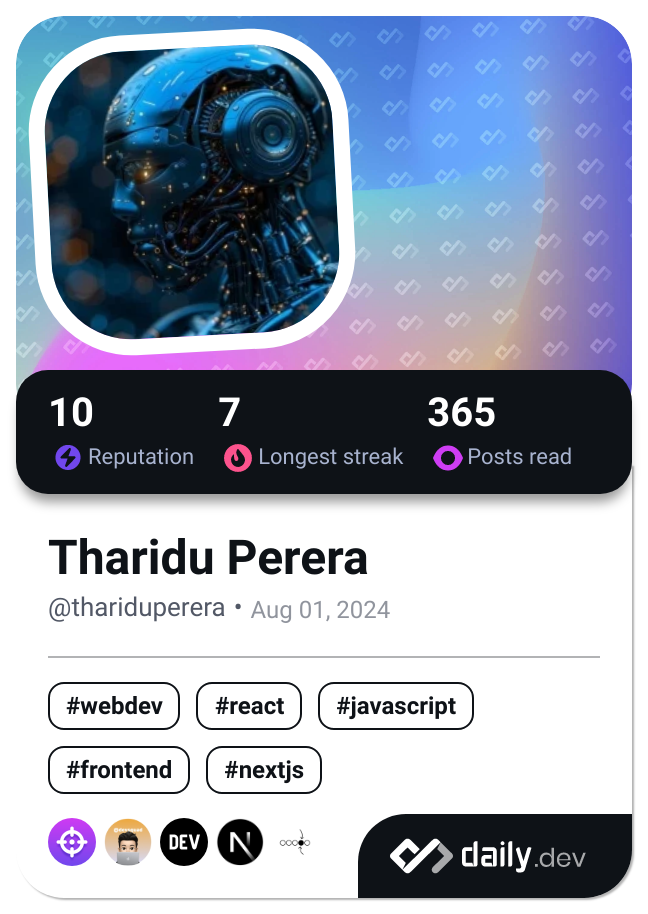 10 7 365
Reputation Longest streak Posts read
Tharidu Perera
@thariduperera • Aug 01, 2024
#webdev #react #javascript
#frontend #nextjs
DEV N
daily.dev